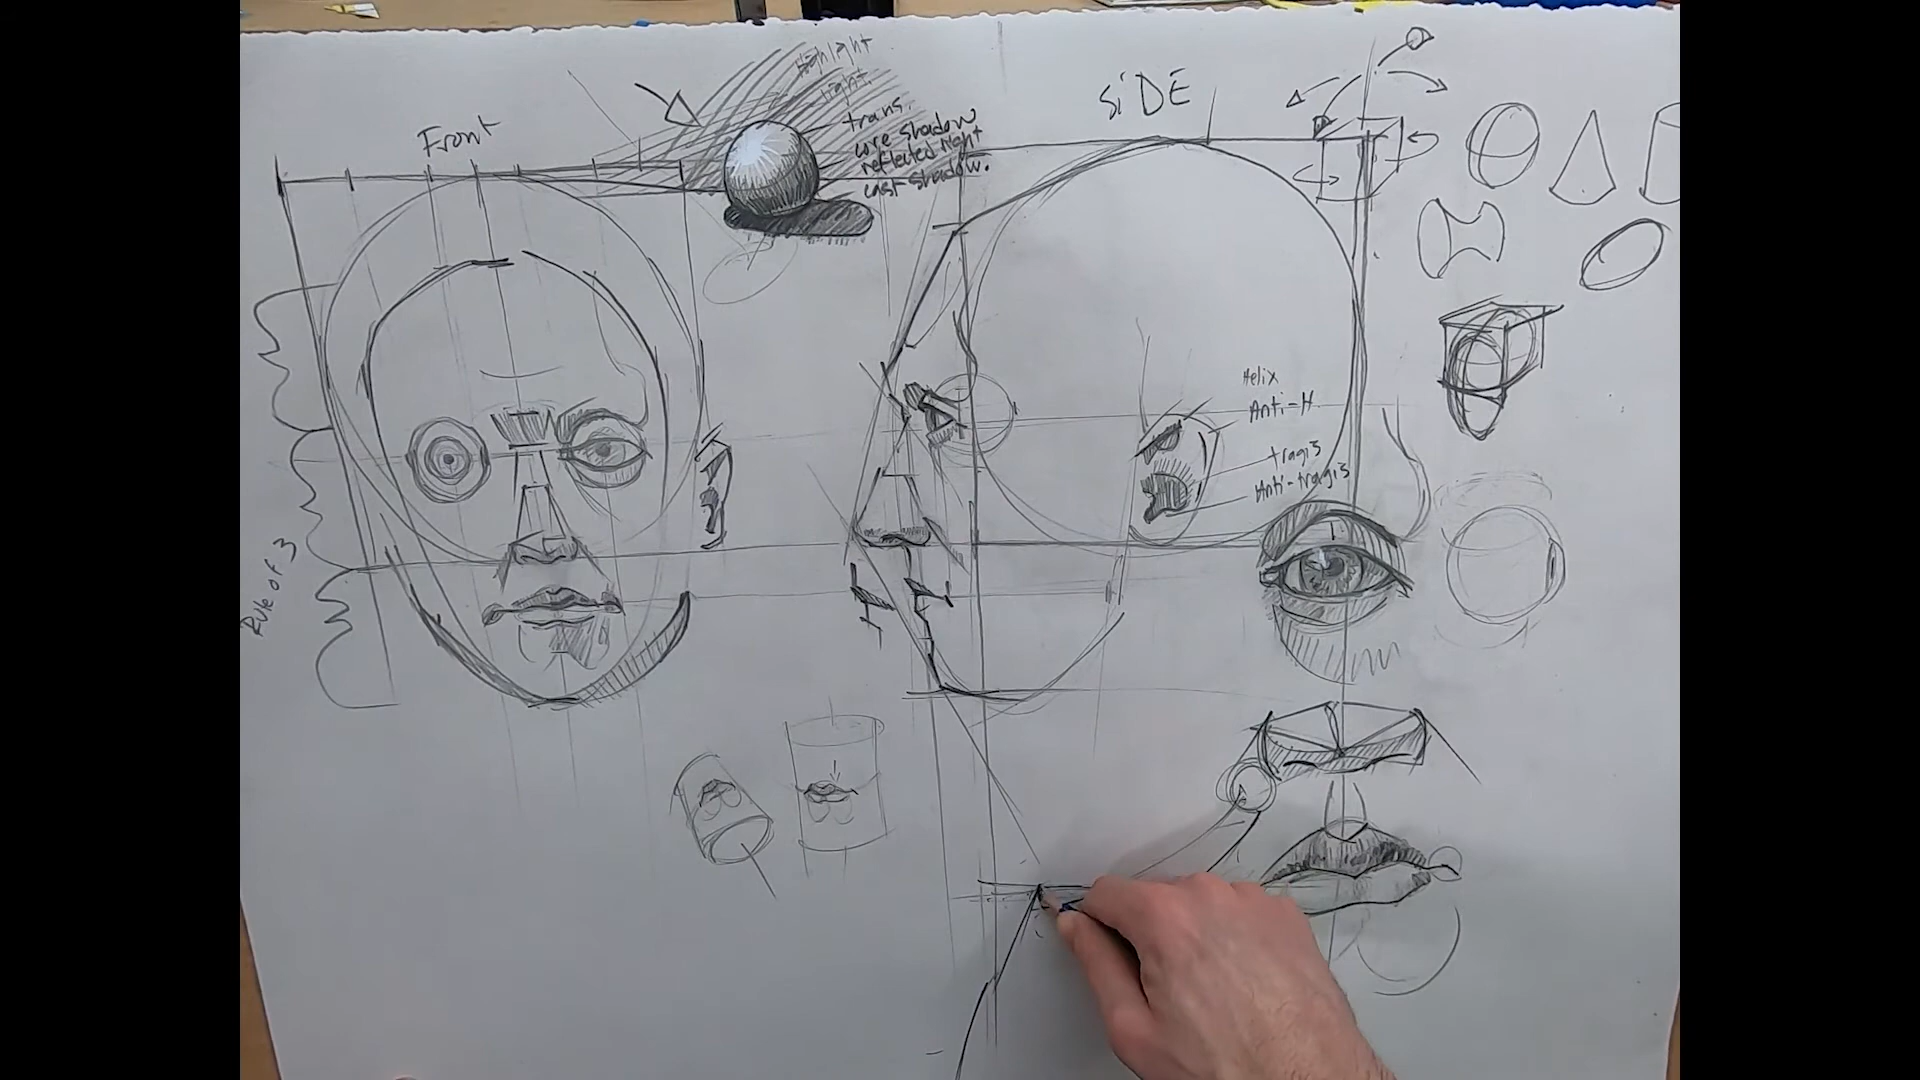 Front
Highlight
light
trans.
core shadow
reflected light
cast shadow.
SiDE
Helix
Anti-H
tragis
Anti-tragis
Rule of 3